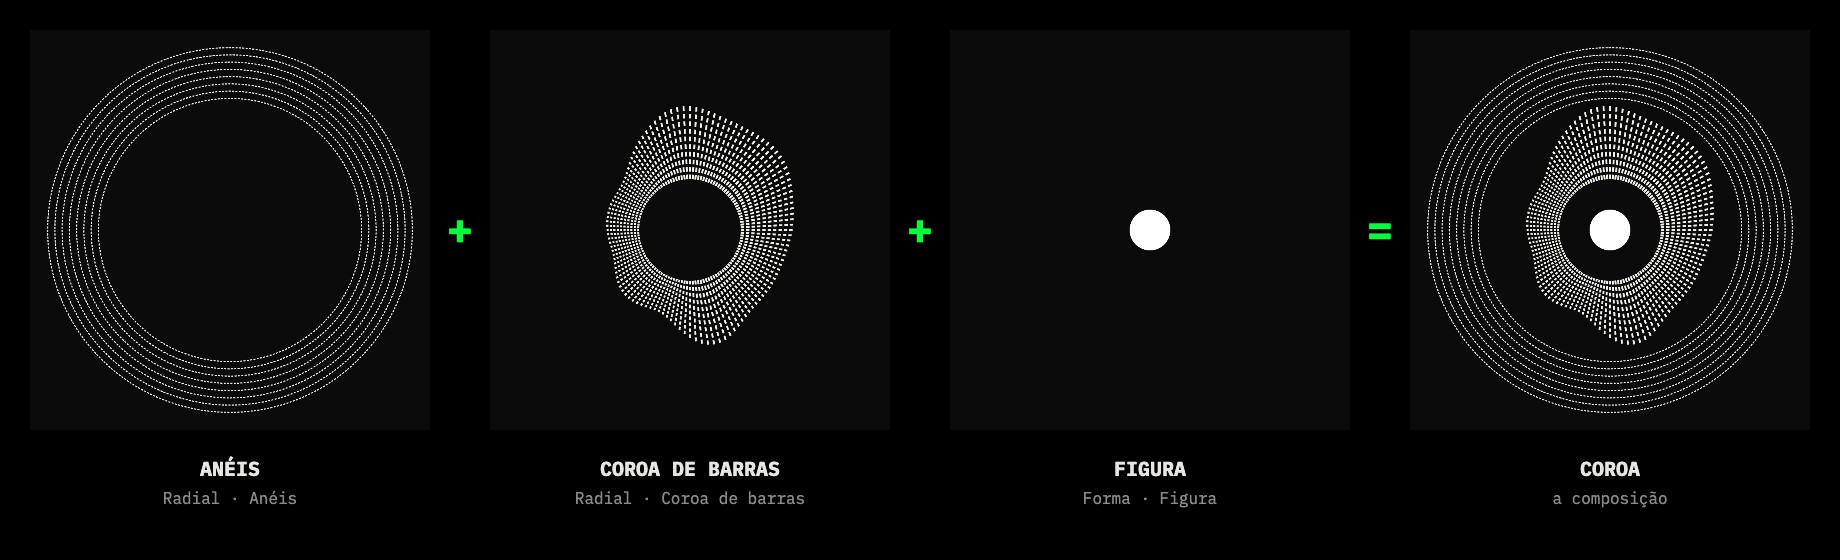 +
+
=
ANÉIS
Radial · Anéis
COROA DE BARRAS
Radial · Coroa de barras
FIGURA
Forma · Figura
COROA
a composição